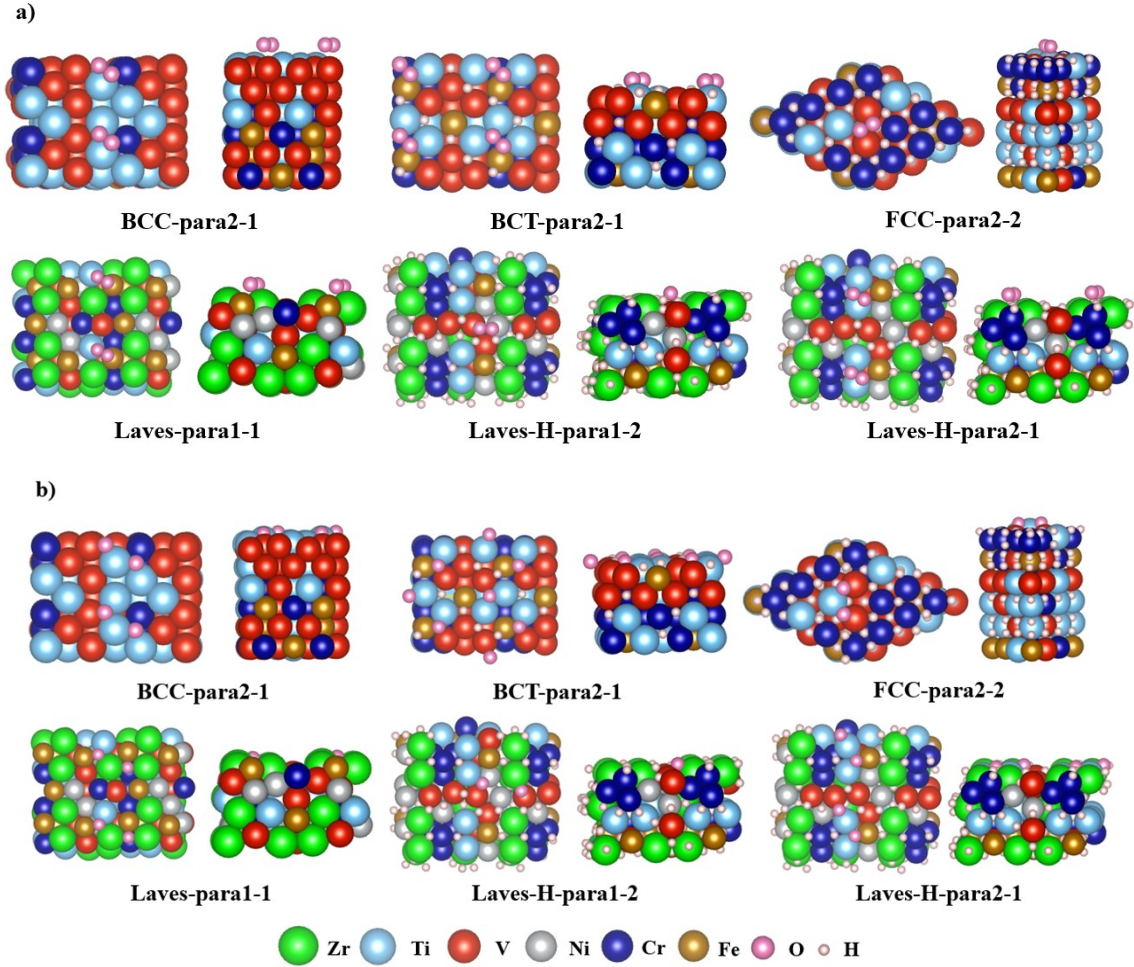 a)
BCC-para2-1 BCT-para2-1 FCC-para2-2
Laves-para1-1 Laves-H-para1-2 Laves-H-para2-1
b)
BCC-para2-1 BCT-para2-1 FCC-para2-2
Laves-para1-1 Laves-H-para1-2 Laves-H-para2-1
Zr Ti V Ni Cr Fe O H